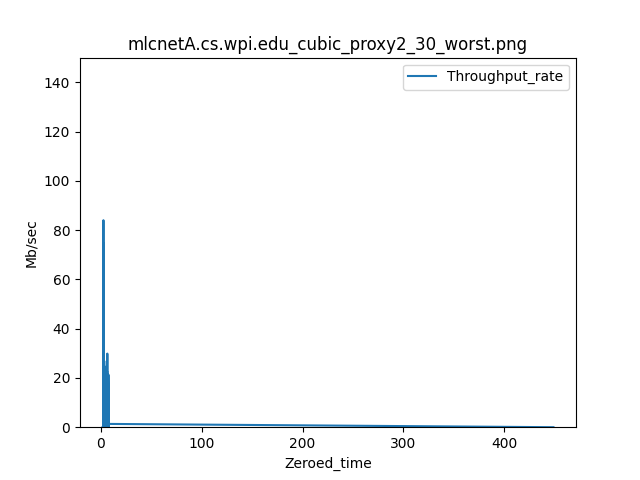 mlcnetA.cs.wpi.edu_cubic_proxy2_30_worst.png
Throughput_rate
140
120
100
80
60
40
20
0
Mb/sec
0 100 200 300 400
Zeroed_time